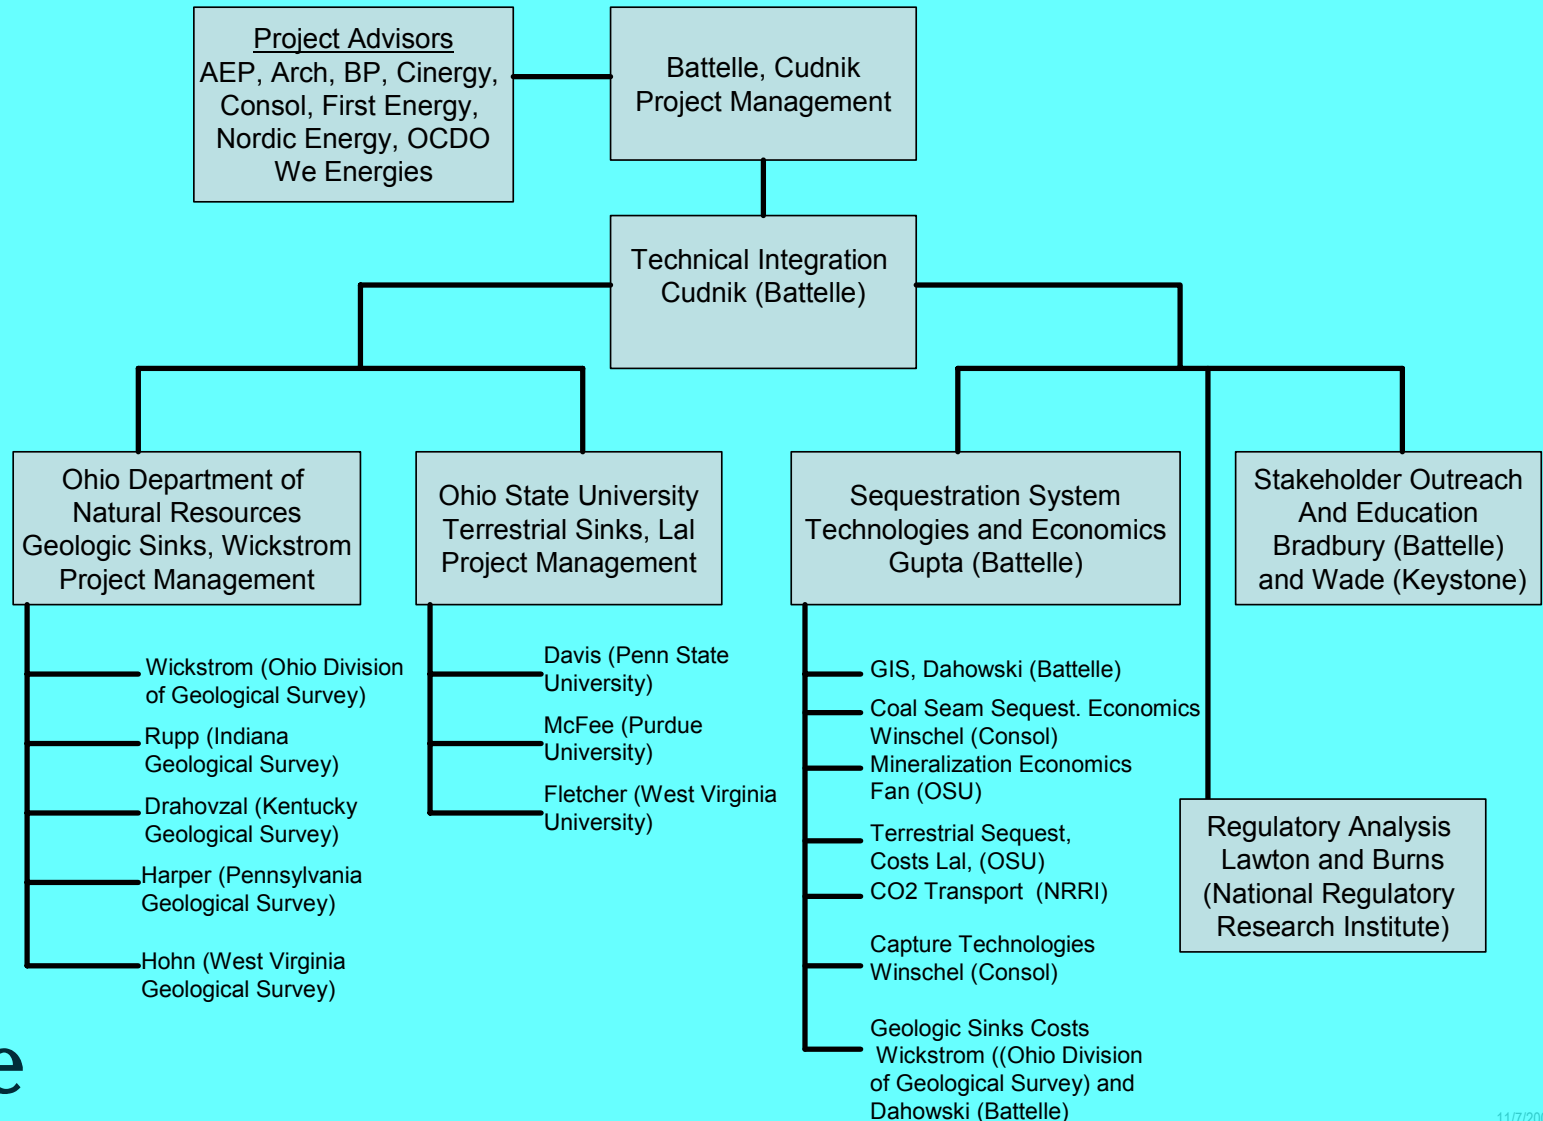 Project Advisors
AEP, Arch, BP, Cinergy,
Consol, First Energy,
Nordic Energy, OCDO
We Energies
Battelle, Cudnik
Project Management
Technical Integration
Cudnik (Battelle)
Ohio Department of
Natural Resources
Geologic Sinks, Wickstrom
Project Management
Ohio State University
Terrestrial Sinks, Lal
Project Management
Sequestration System
Technologies and Economics
Gupta (Battelle)
Stakeholder Outreach
And Education
Bradbury (Battelle)
and Wade (Keystone)
Wickstrom (Ohio Division
of Geological Survey)
Rupp (Indiana
Geological Survey)
Drahovzal (Kentucky
Geological Survey)
Harper (Pennsylvania
Geological Survey)
Hohn (West Virginia
Geological Survey)
Davis (Penn State
University)
McFee (Purdue
University)
Fletcher (West Virginia
University)
GIS, Dahowski (Battelle)
Coal Seam Sequest. Economics
Winschel (Consol)
Mineralization Economics
Fan (OSU)
Terrestrial Sequest,
Costs Lal, (OSU)
CO2 Transport (NRRI)
Capture Technologies
Winschel (Consol)
Geologic Sinks Costs
Wickstrom ((Ohio Division
of Geological Survey) and
Dahowski (Battelle)
Regulatory Analysis
Lawton and Burns
(National Regulatory
Research Institute)
e